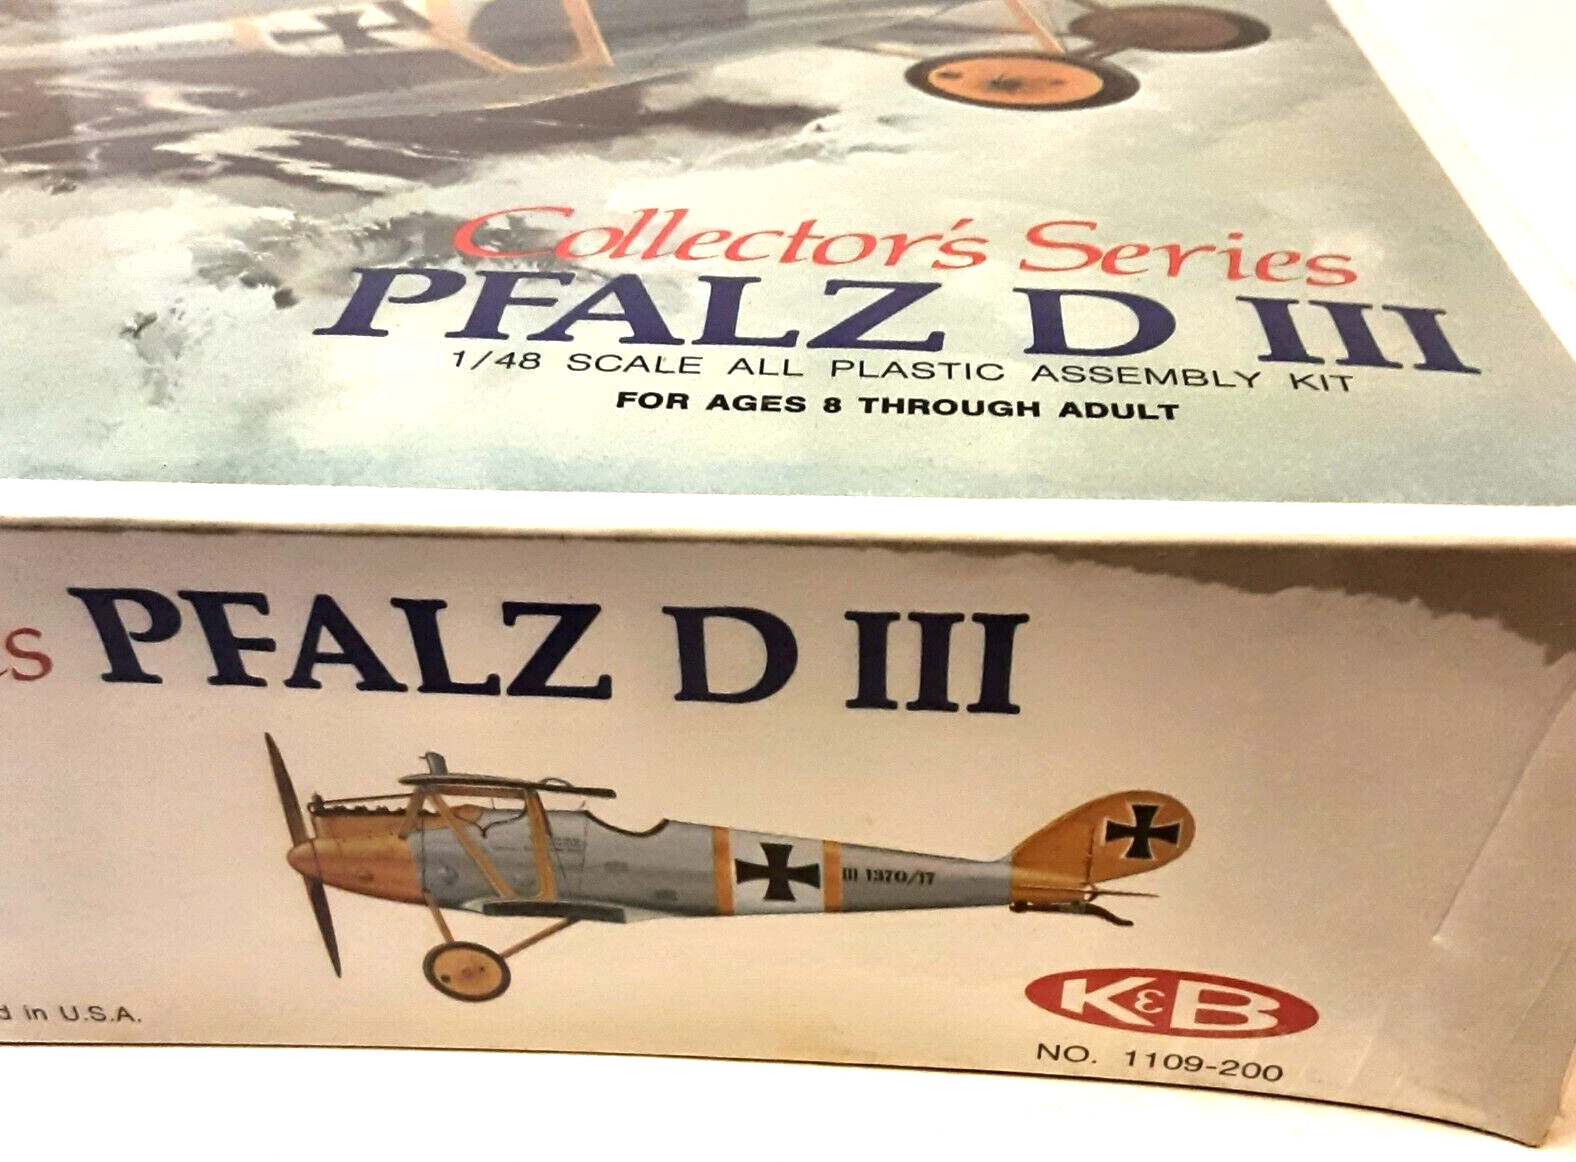 Collector's Series
PFALZ D III
1/48 SCALE ALL PLASTIC ASSEMBLY KIT
FOR AGES 8 THROUGH ADULT
PFALZ D III
III 1370/17
in U.S.A.
K&B
NO. 1109-200